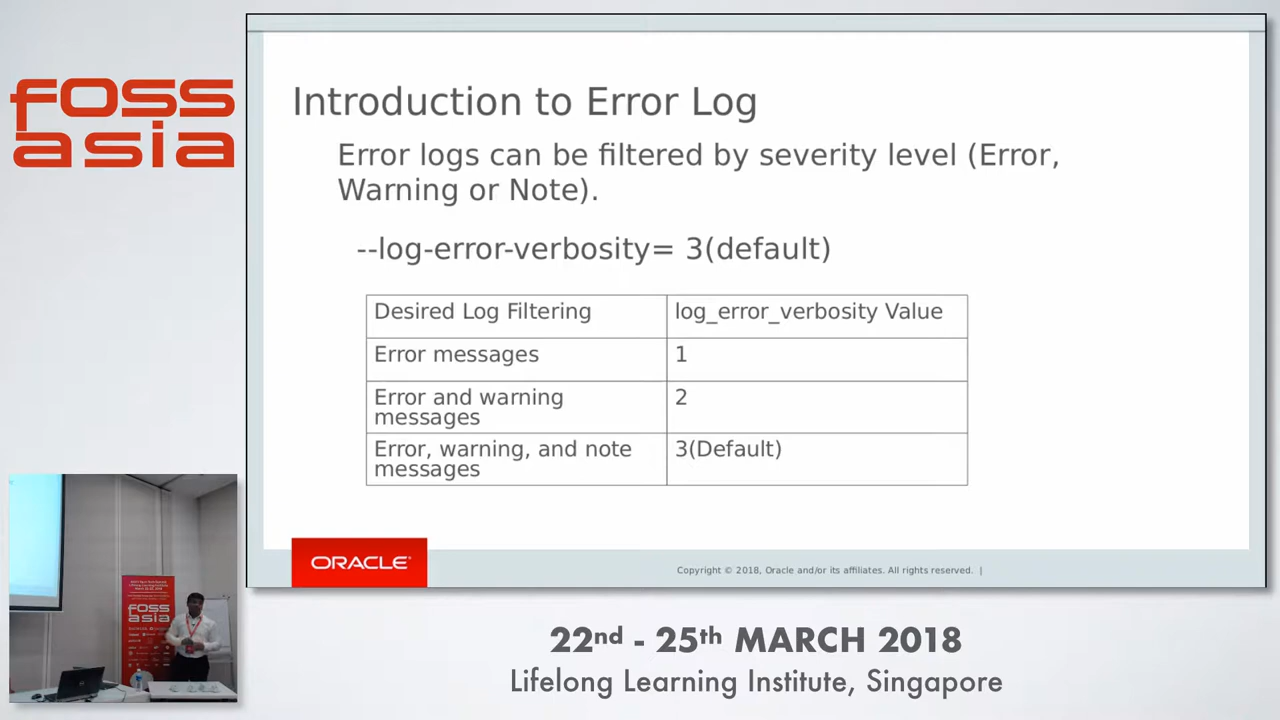 foss
asia
Introduction to Error Log
Error logs can be filtered by severity level (Error,
Warning or Note).
--log-error-verbosity= 3(default)
Desired Log Filtering
log_error_verbosity Value
Error messages
1
Error and warning
messages
2
Error, warning, and note
messages
3(Default)
ORACLE®
Copyright © 2018, Oracle and/or its affiliates. All rights reserved. |
foss
asia
22nd - 25th MARCH 2018
Lifelong Learning Institute, Singapore